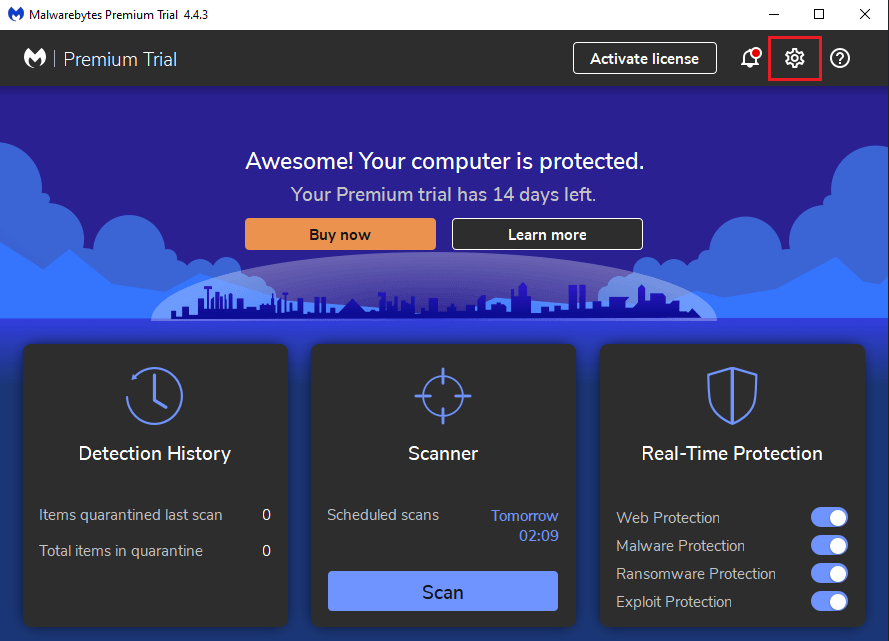 Malwarebytes Premium Trial 4.4.3
Premium Trial
Activate license
Awesome! Your computer is protected.
Your Premium trial has 14 days left.
Buy now
Learn more
Detection History
Items quarantined last scan 0
Total items in quarantine 0
Scanner
Scheduled scans Tomorrow
02:09
Scan
Real-Time Protection
Web Protection
Malware Protection
Ransomware Protection
Exploit Protection